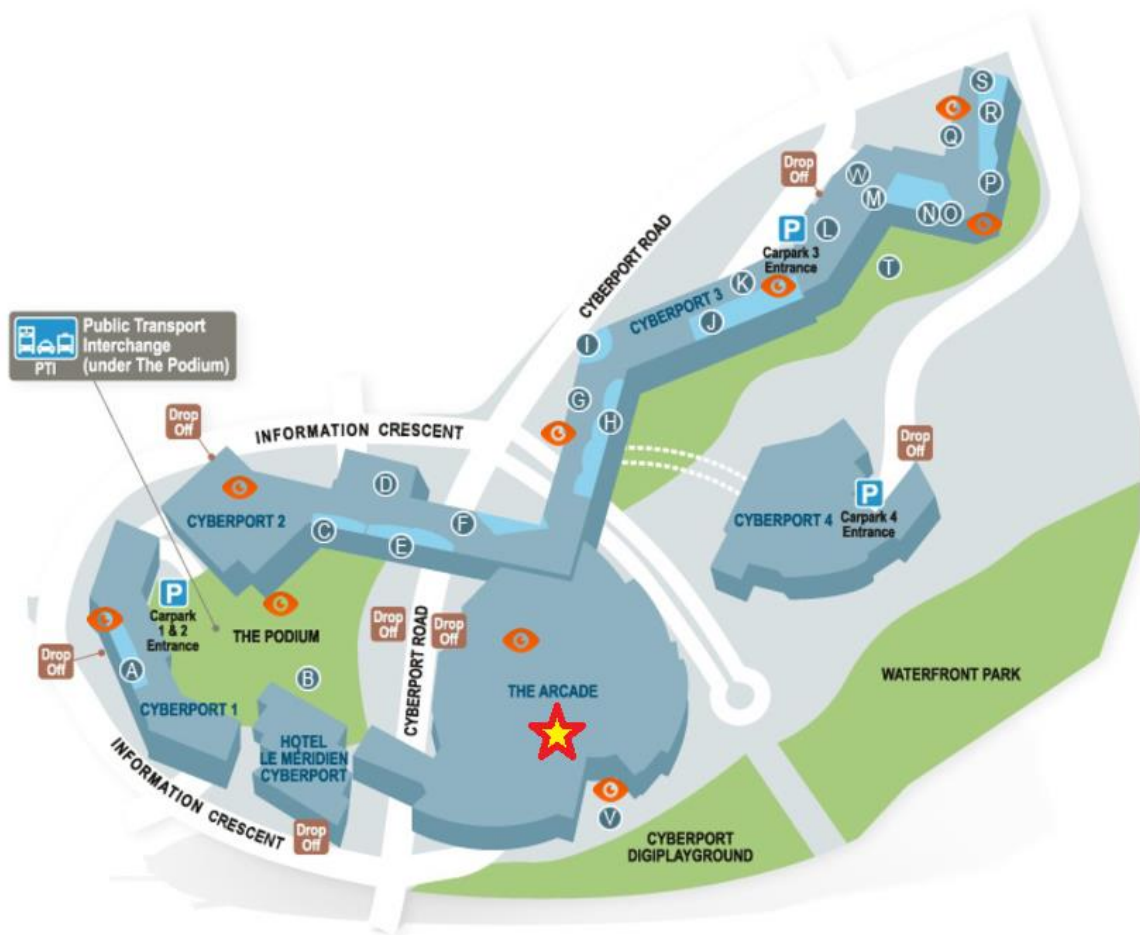 S
R
Q
Drop
Off
W
P
M
N O
P
L
Carpark 3
Entrance
CYBERPORT ROAD
T
K
CYBERPORT 3
J
Public Transport
Interchange
(under The Podium)
PTI
I
G
H
Drop
Off
INFORMATION CRESCENT
Drop
Off
D
P
CYBERPORT 2
C
F
CYBERPORT 4
Carpark 4
Entrance
E
P
Carpark
1 & 2
Entrance
THE PODIUM
Drop
Off
Drop
Off
CYBERPORT ROAD
Drop
Off
A
B
THE ARCADE
WATERFRONT PARK
CYBERPORT 1
HOTEL
LE MÉRIDIEN
CYBERPORT
INFORMATION CRESCENT
V
Drop
Off
CYBERPORT
DIGIPLAYGROUND